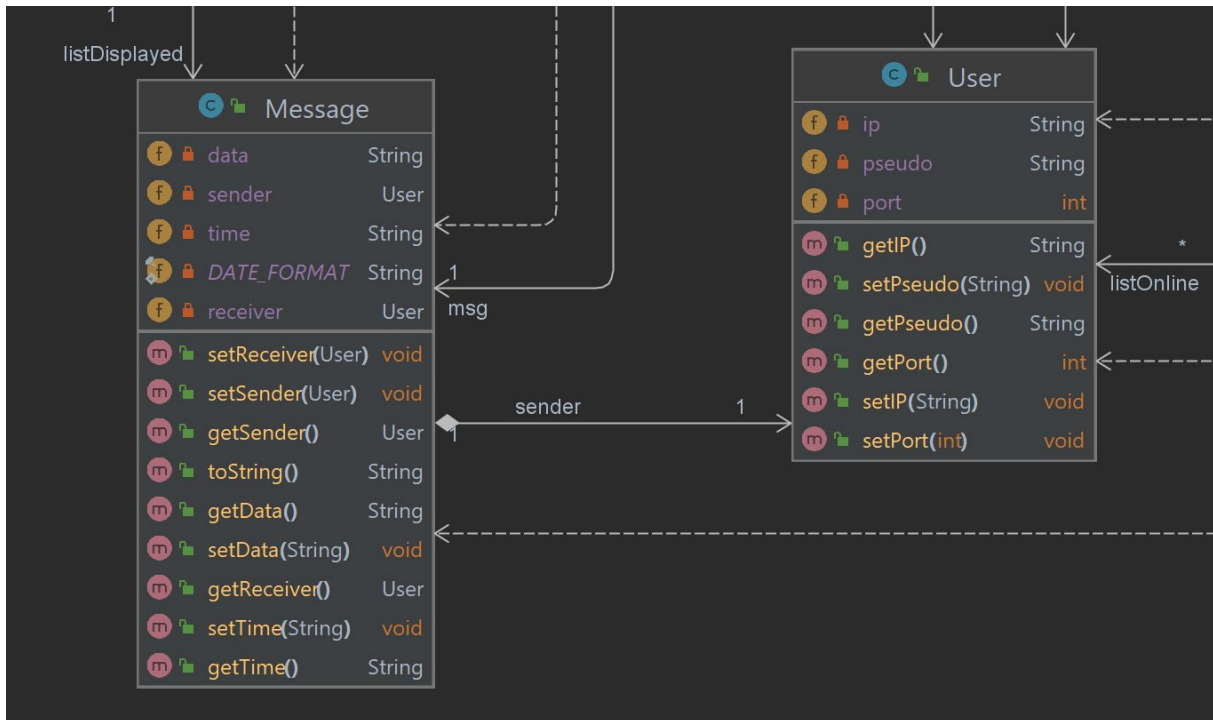 1
listDisplayed
C Message
f data String
f sender User
f time String
f DATE_FORMAT String
f receiver User
m setReceiver(User) void
m setSender(User) void
m getSender() User
m toString() String
m getData() String
m setData(String) void
m getReceiver() User
m setTime(String) void
m getTime() String
1
msg
sender 1
1
C User
f ip String
f pseudo String
f port int
m getIP() String
m setPseudo(String) void
m getPseudo() String
m getPort() int
m setIP(String) void
m setPort(int) void
*
listOnline